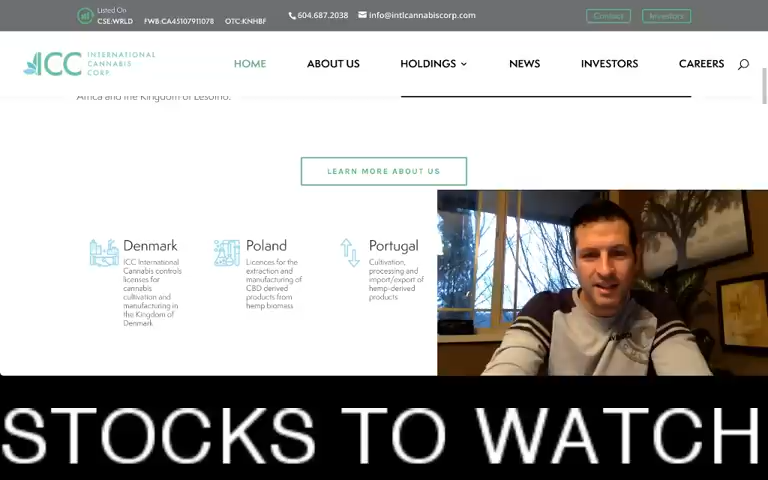 Listed On
CSE:WRLD FWB:CA45107911078 OTC:KNHBF
604.687.2038 info@intlcannabiscorp.com
Contact Investors
ICC INTERNATIONAL
CANNABIS
CORP
HOME ABOUT US HOLDINGS NEWS INVESTORS CAREERS
Africa and the Kingdom of Lesotho.
LEARN MORE ABOUT US
Denmark
ICC International
Cannabis controls
licenses for
cannabis
cultivation and
manufacturing in
the Kingdom of
Denmark
Poland
Licences for the
extraction and
manufacturing of
CBD derived
products from
hemp biomass
Portugal
Cultivation,
processing and
import/export of
hemp-derived
products
STOCKS TO WATCH